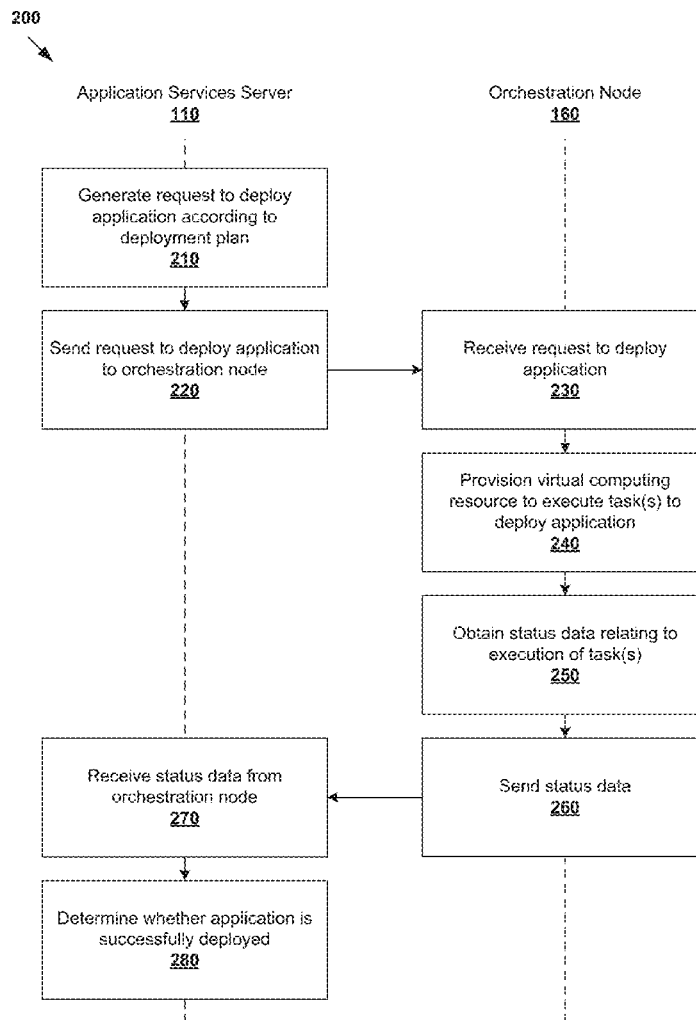 200
Application Services Server
110
Orchestration Node
160
Generate request to deploy
application according to
deployment plan
210
Send request to deploy application
to orchestration node
220
Receive request to deploy
application
230
Provision virtual computing
resource to execute task(s) to
deploy application
240
Obtain status data relating to
execution of task(s)
250
Send status data
260
Receive status data from
orchestration node
270
Determine whether application is
successfully deployed
280